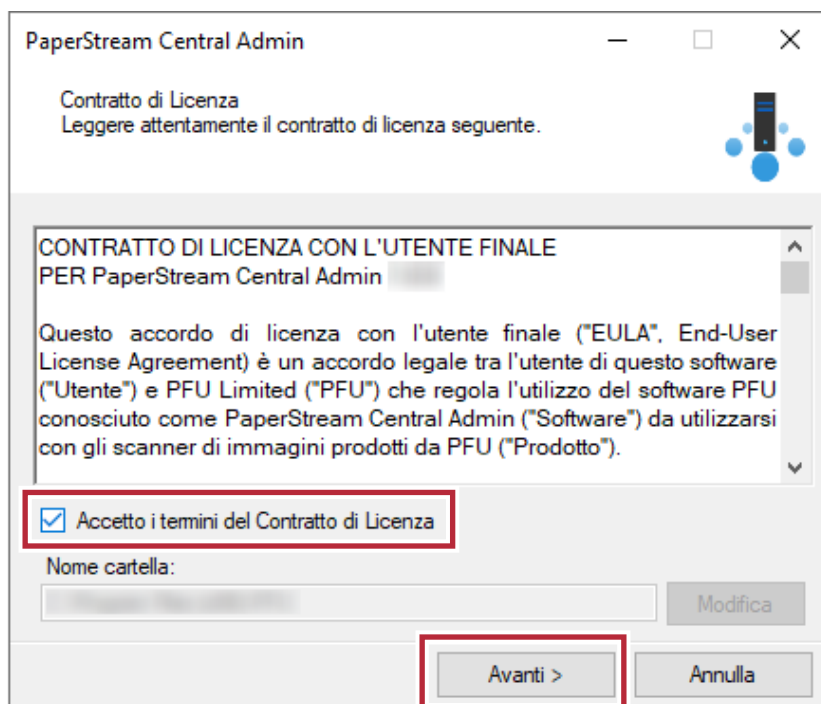 PaperStream Central Admin
Contratto di Licenza
Leggere attentamente il contratto di licenza seguente.
CONTRATTO DI LICENZA CON L'UTENTE FINALE
PER PaperStream Central Admin
Questo accordo di licenza con l'utente finale ("EULA", End-User
License Agreement) è un accordo legale tra l'utente di questo software
("Utente") e PFU Limited ("PFU") che regola l'utilizzo del software PFU
conosciuto come PaperStream Central Admin ("Software") da utilizzarsi
con gli scanner di immagini prodotti da PFU ("Prodotto").
Accetto i termini del Contratto di Licenza
Nome cartella:
Modifica
Avanti >
Annulla